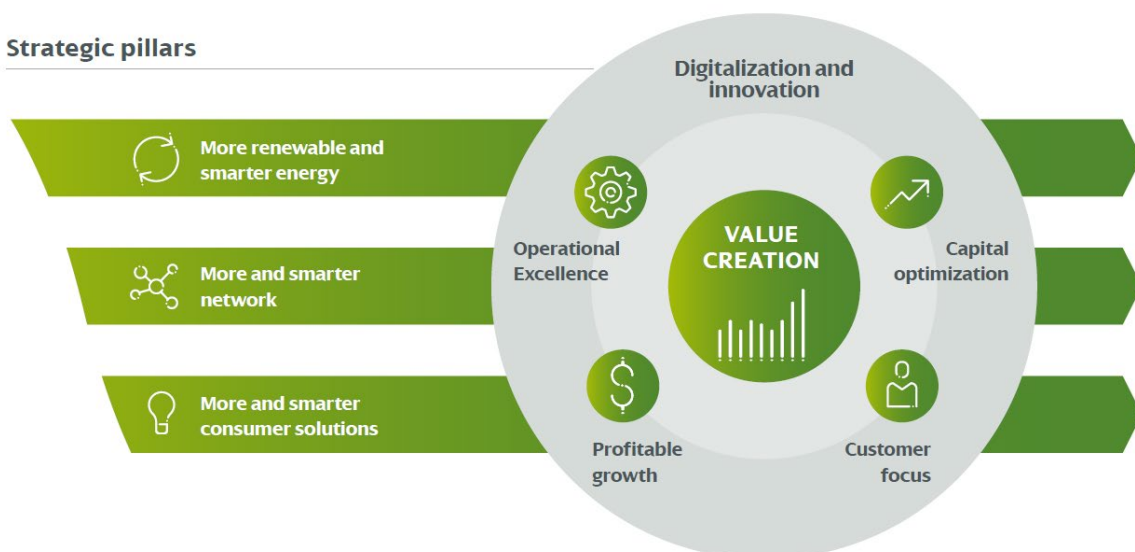 Strategic pillars
Digitalization and
innovation
More renewable and
smarter energy
Operational
Excellence
VALUE
CREATION
Capital
optimization
More and smarter
network
More and smarter
consumer solutions
Profitable
growth
Customer
focus